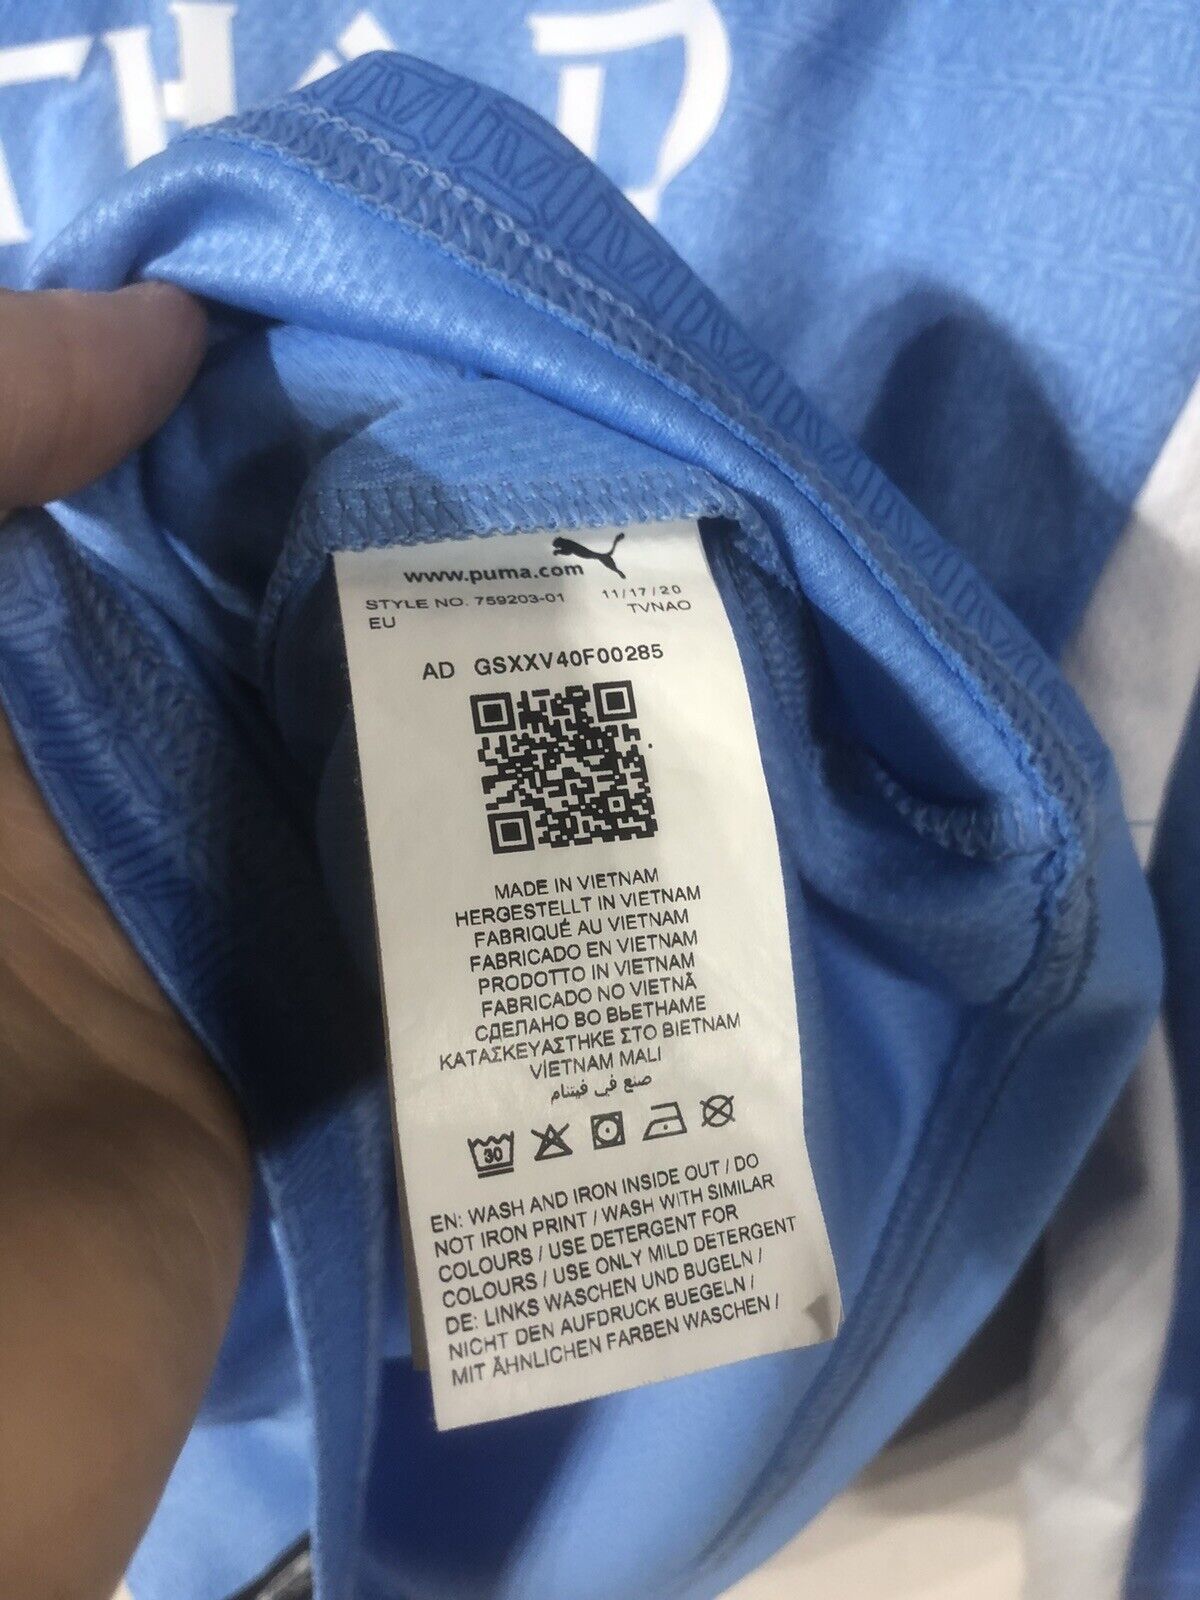 THAD
www.puma.com
STYLE NO. 759203-01 11/17/20
EU TVNAO
AD GSXXV40F00285
MADE IN VIETNAM
HERGESTELLT IN VIETNAM
FABRIQUÉ AU VIETNAM
FABRICADO EN VIETNAM
PRODOTTO IN VIETNAM
FABRICADO NO VIETNÃ
СДЕЛАНО ВО ВЬЕТНАМЕ
ΚΑΤΑΣΚΕΥΑΣΤΗΚΕ ΣΤΟ ΒΙΕΤΝΑΜ
VİETNAM MALI
صنع في فيتنام
30
EN: WASH AND IRON INSIDE OUT / DO
NOT IRON PRINT / WASH WITH SIMILAR
COLOURS / USE DETERGENT FOR
COLOURS / USE ONLY MILD DETERGENT
DE: LINKS WASCHEN UND BUGELN /
NICHT DEN AUFDRUCK BUEGELN /
MIT ÄHNLICHEN FARBEN WASCHEN /